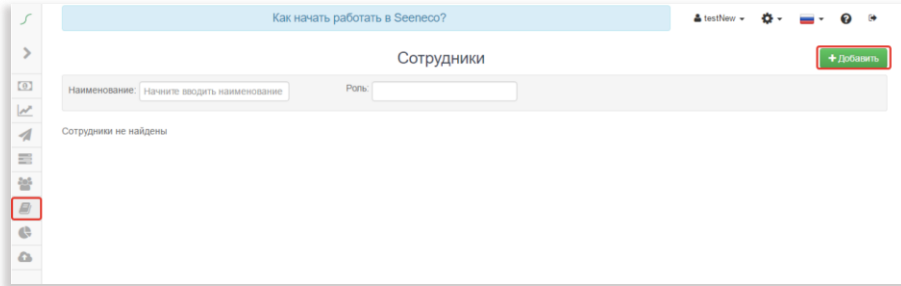 Как начать работать в Seeneco?
testNew
Сотрудники
+ Добавить
Наименование: Начните вводить наименование Роль:
Сотрудники не найдены